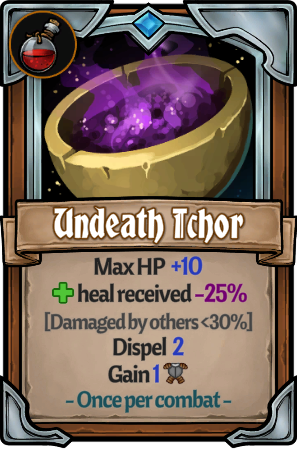 Undeath Ichor
Max HP +10
heal received -25%
[Damaged by others <30%]
Dispel 2
Gain 1
- Once per combat -